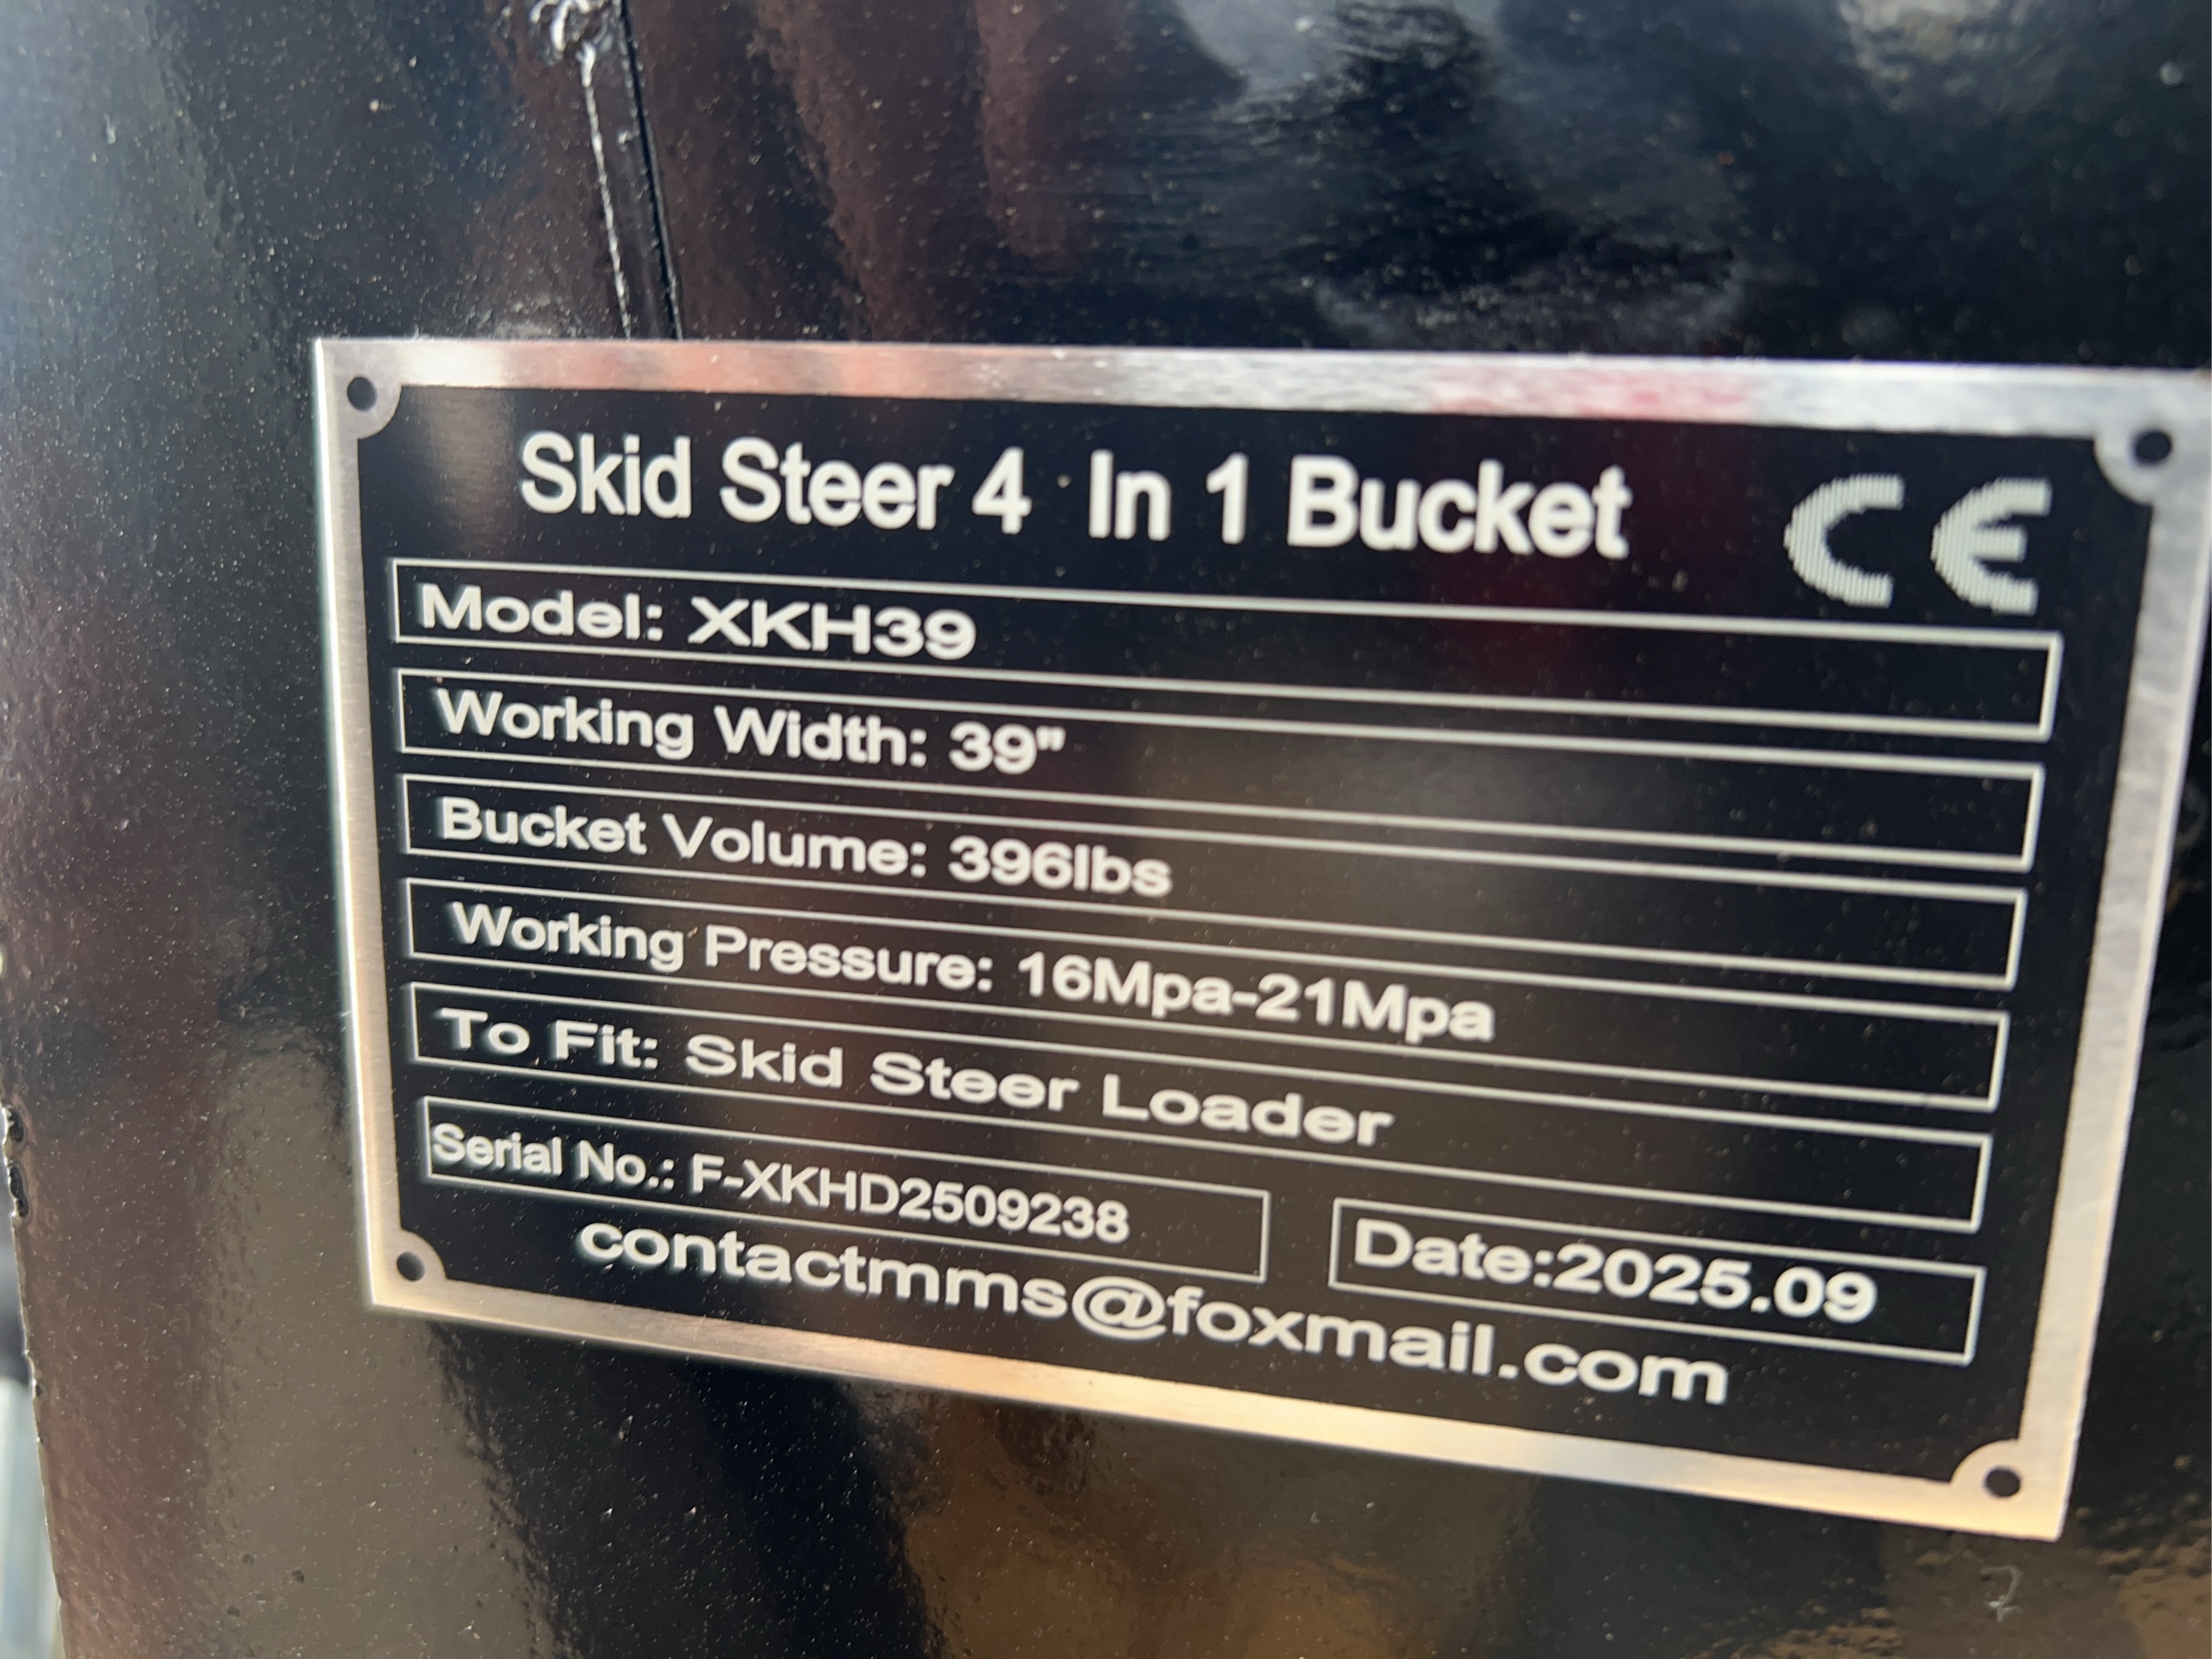 Skid Steer 4 In 1 Bucket CE
Model: XKH39
Working Width: 39"
Bucket Volume: 396lbs
Working Pressure: 16Mpa-21Mpa
To Fit: Skid Steer Loader
Serial No.: F-XKHD2509238 Date:2025.09
contactmms@foxmail.com